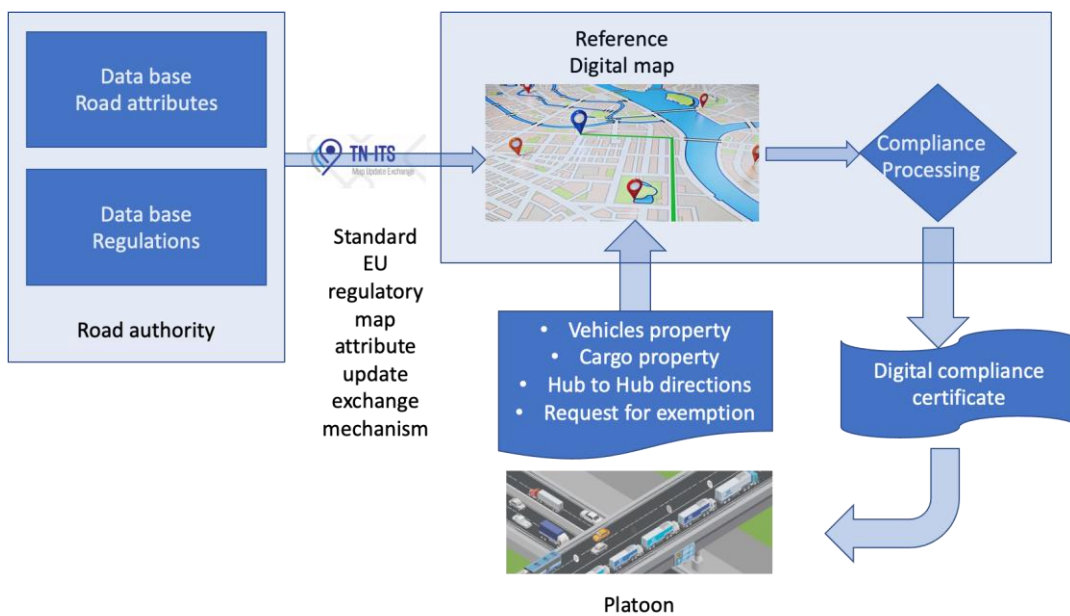 Data base
Road attributes
Data base
Regulations
Road authority
TN-ITS
Map Update Exchange
Standard
EU
regulatory
map
attribute
update
exchange
mechanism
Reference
Digital map
Compliance
Processing
• Vehicles property
• Cargo property
• Hub to Hub directions
• Request for exemption
Digital compliance
certificate
Platoon